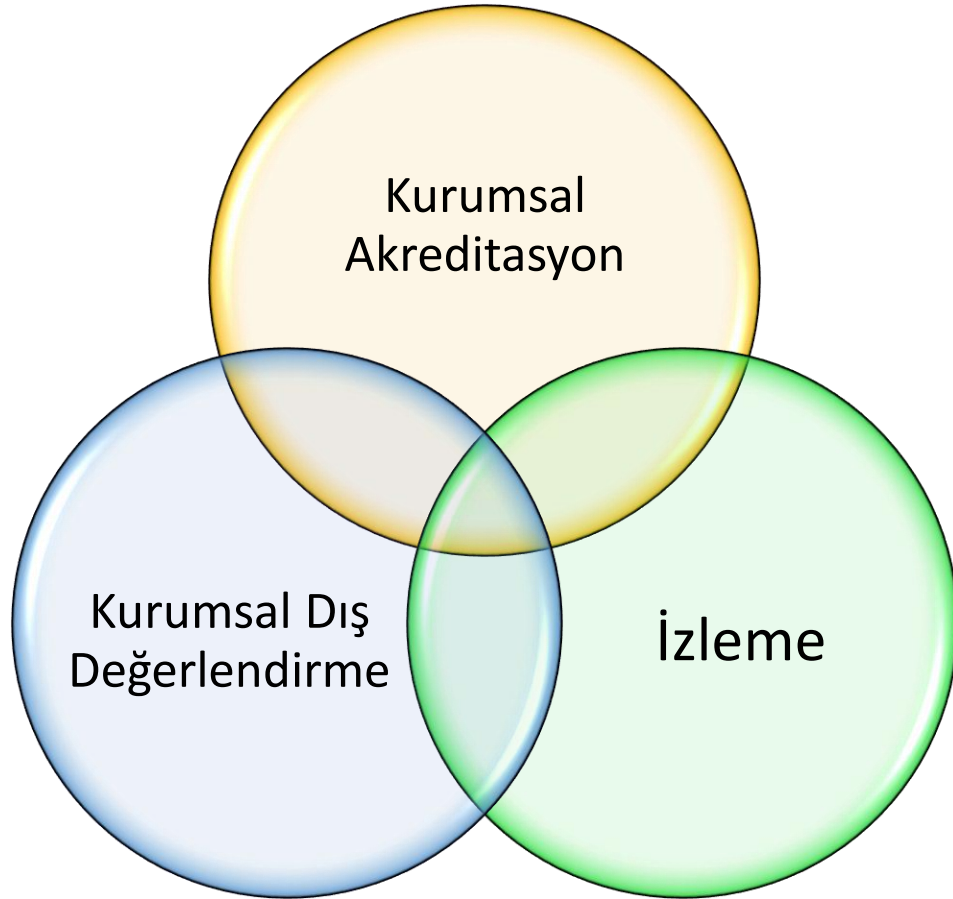 Kurumsal
Akreditasyon
Kurumsal Dış
Değerlendirme
İzleme